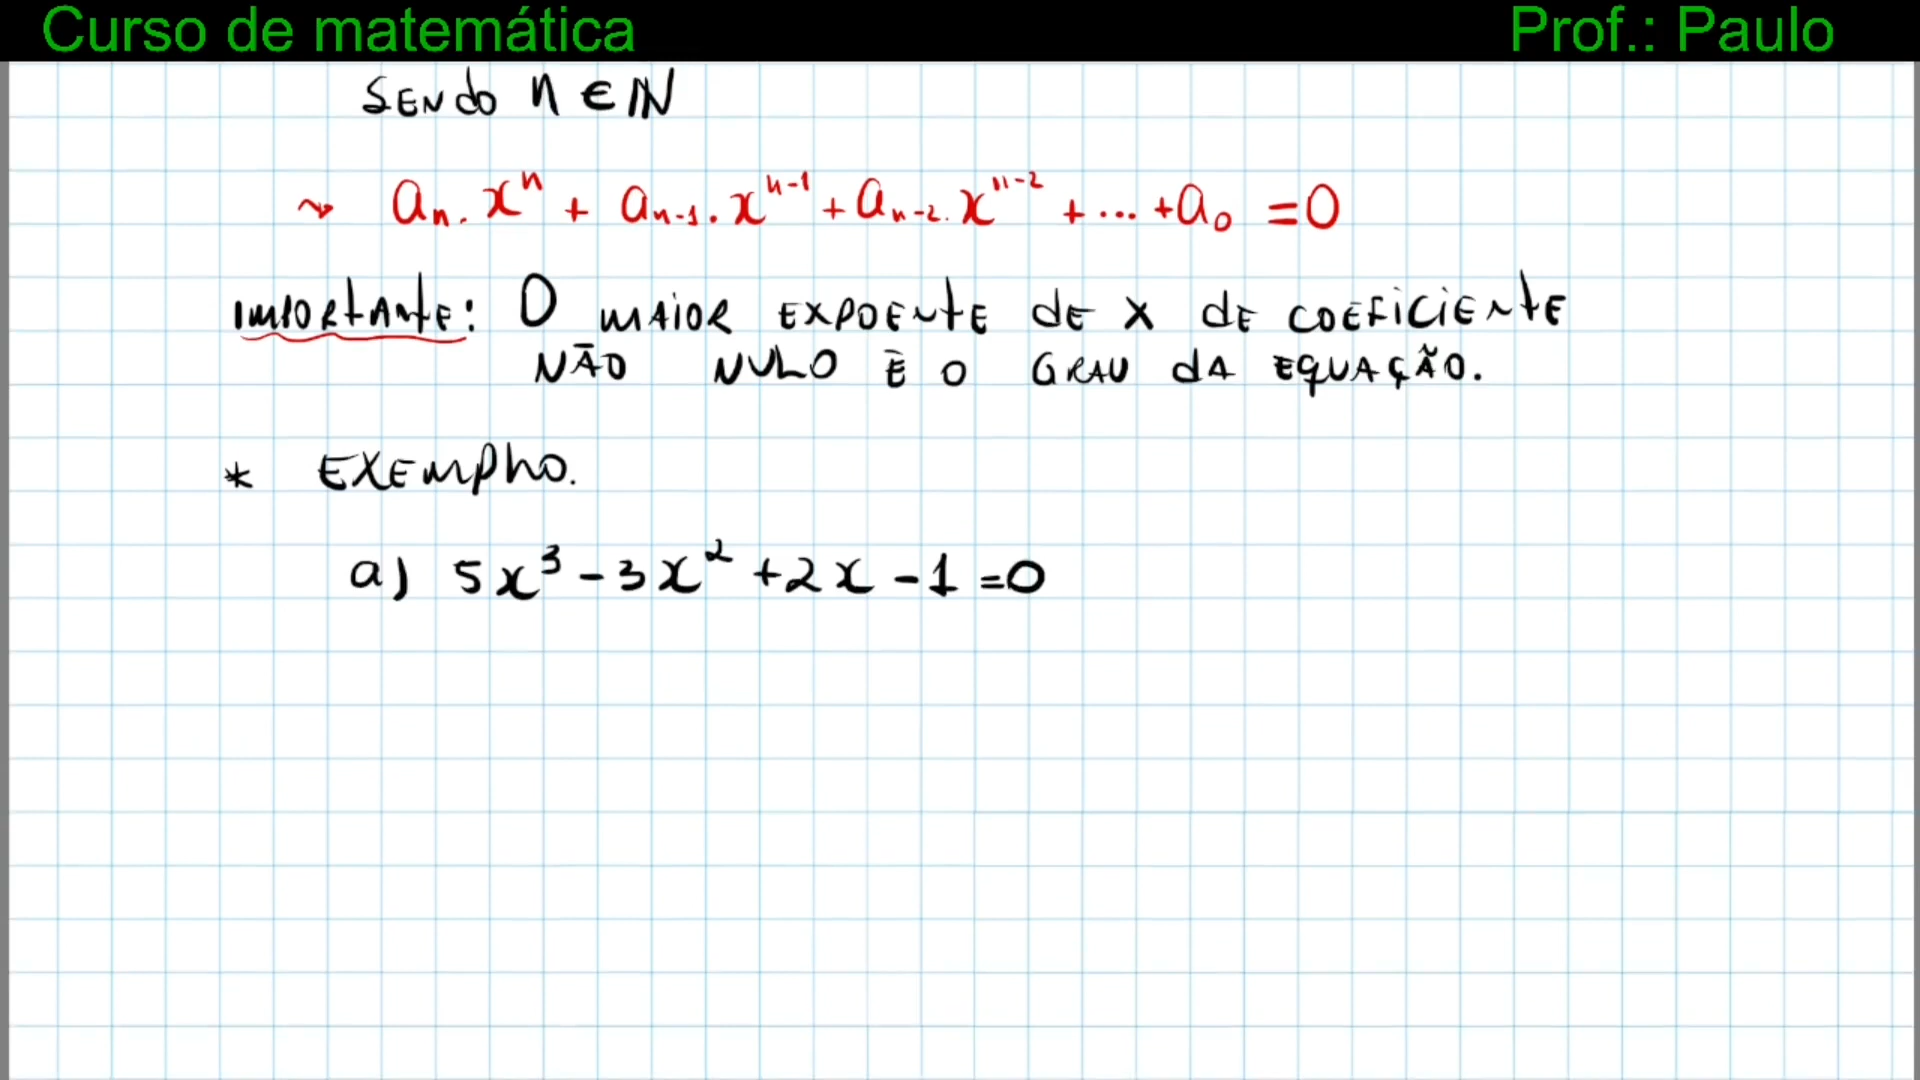 Curso de matemática Prof.: Paulo
SENdo n ∈ ℕ
~ aₙ. xⁿ + aₙ₋₁. xⁿ⁻¹ + aₙ₋₂. xⁿ⁻² + ... + a₀ = 0
IMPORtANtE: O MAIOR EXPOENtE dE X dE COEFICIENtE
NÃO NULO É O GRAU dA EQUAÇÃO.
* EXEMPLO.
a) 5x³ - 3x² + 2x - 1 = 0